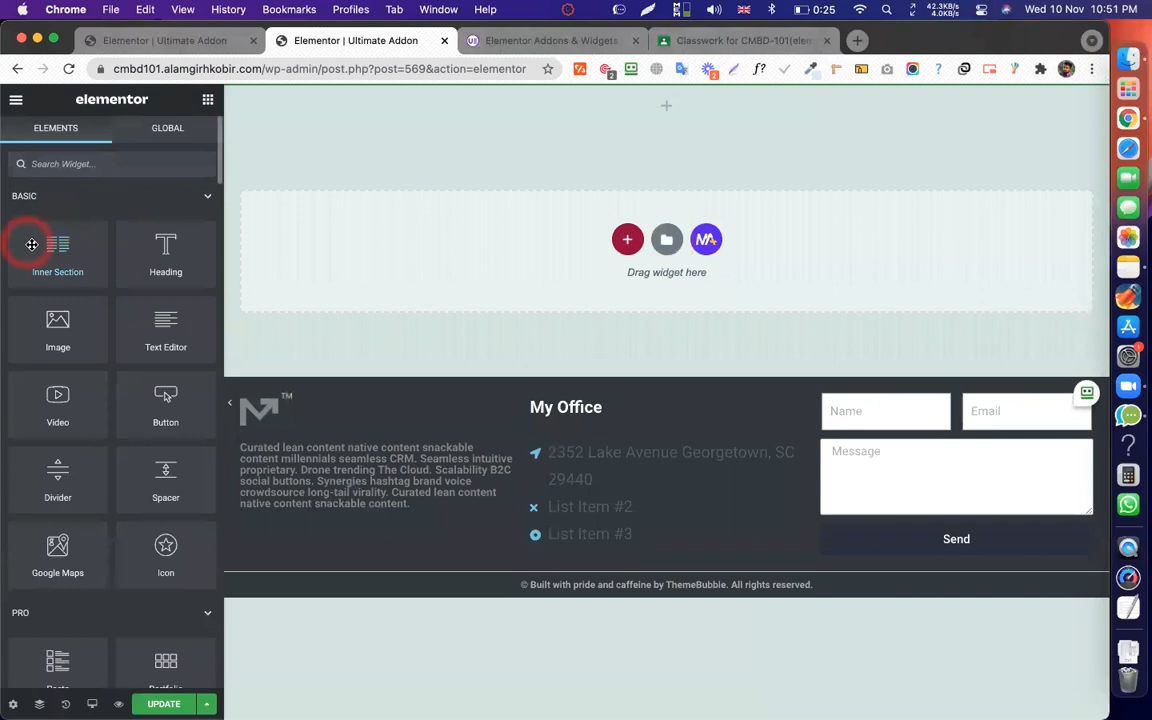 Chrome File Edit View History Bookmarks Profiles Tab Window Help 0:25 42.3KB/s 4.0KB/s Wed 10 Nov 10:51 PM
Elementor | Ultimate Addon
Elementor | Ultimate Addon
Elementor Addons & Widgets
Classwork for CMBD-101(elem
cmbd101.alamgirhkobir.com/wp-admin/post.php?post=569&action=elementor
elementor
ELEMENTS GLOBAL
Search Widget...
BASIC
Inner Section Heading
Image Text Editor
Video Button
Divider Spacer
Google Maps Icon
PRO
UPDATE
Drag widget here
TM
Curated lean content native content snackable
content millennials seamless CRM. Seamless intuitive
proprietary. Drone trending The Cloud. Scalability B2C
social buttons. Synergies hashtag brand voice
crowdsource long-tail virality. Curated lean content
native content snackable content.
My Office
2352 Lake Avenue Georgetown, SC
29440
List Item #2
List Item #3
Name Email
Message
Send
© Built with pride and caffeine by ThemeBubble. All rights reserved.